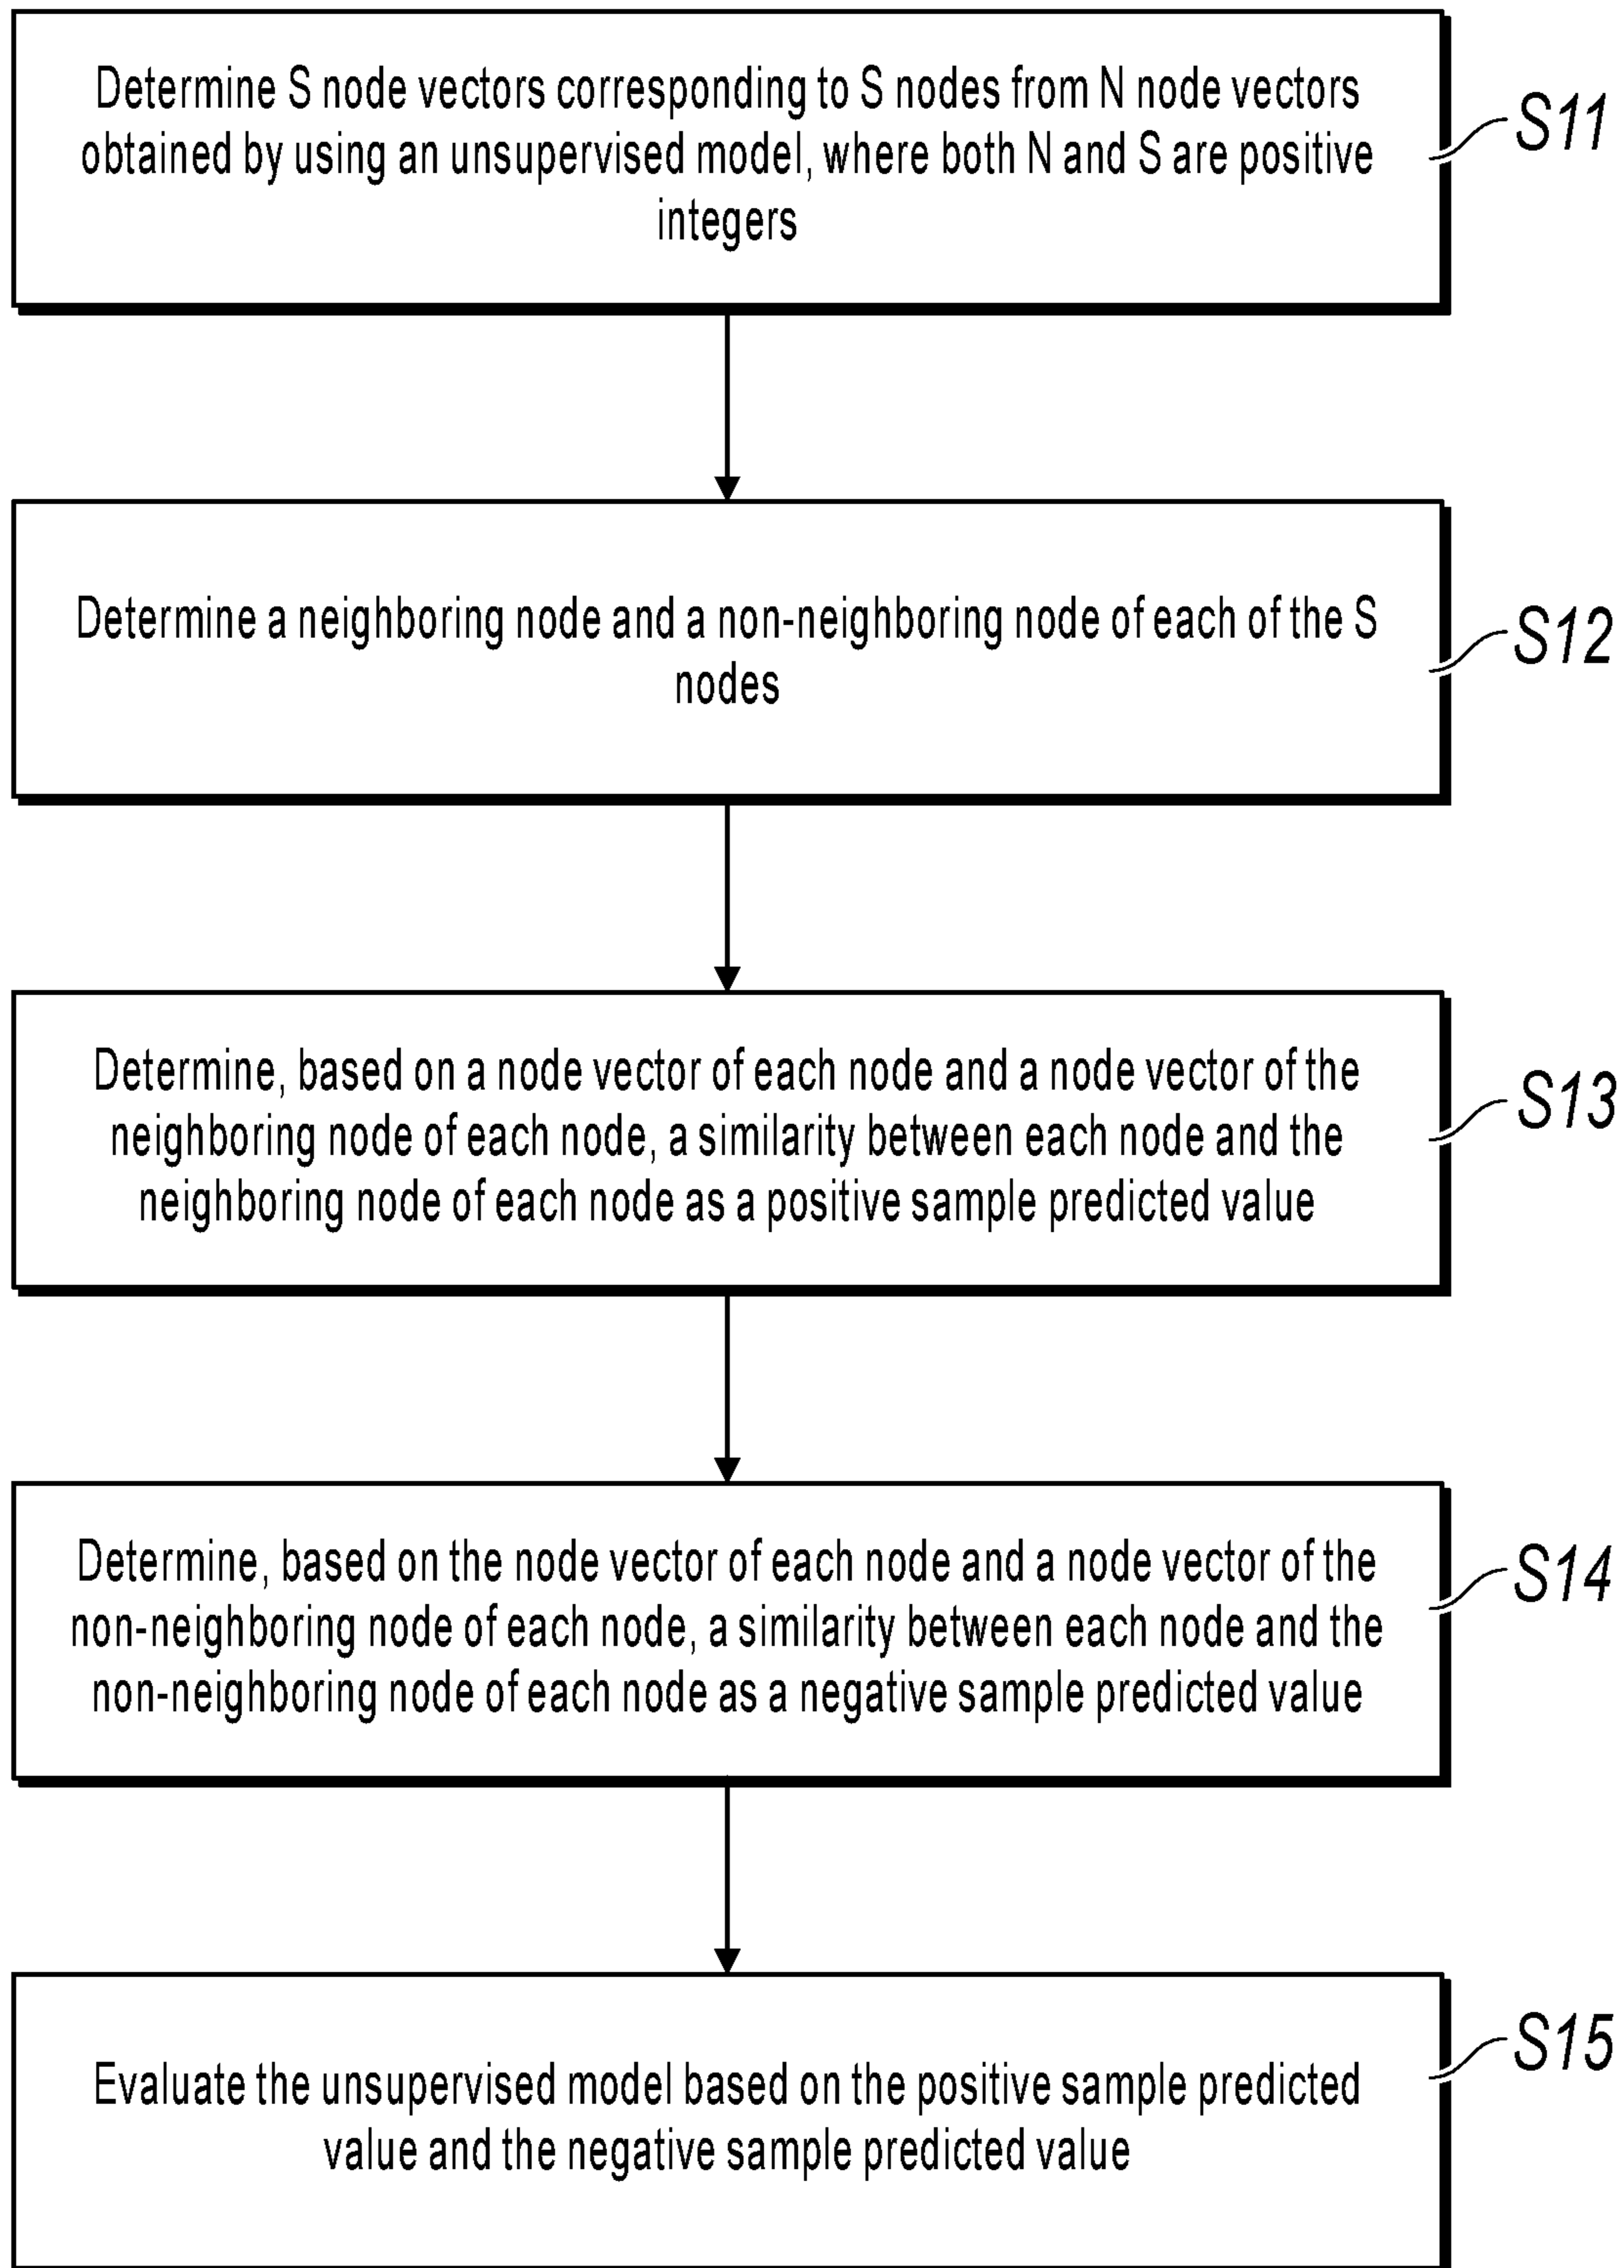 Determine S node vectors corresponding to S nodes from N node vectors
obtained by using an unsupervised model, where both N and S are positive
integers
S11
Determine a neighboring node and a non-neighboring node of each of the S
nodes
S12
Determine, based on a node vector of each node and a node vector of the
neighboring node of each node, a similarity between each node and the
neighboring node of each node as a positive sample predicted value
S13
Determine, based on the node vector of each node and a node vector of the
non-neighboring node of each node, a similarity between each node and the
non-neighboring node of each node as a negative sample predicted value
S14
Evaluate the unsupervised model based on the positive sample predicted
value and the negative sample predicted value
S15